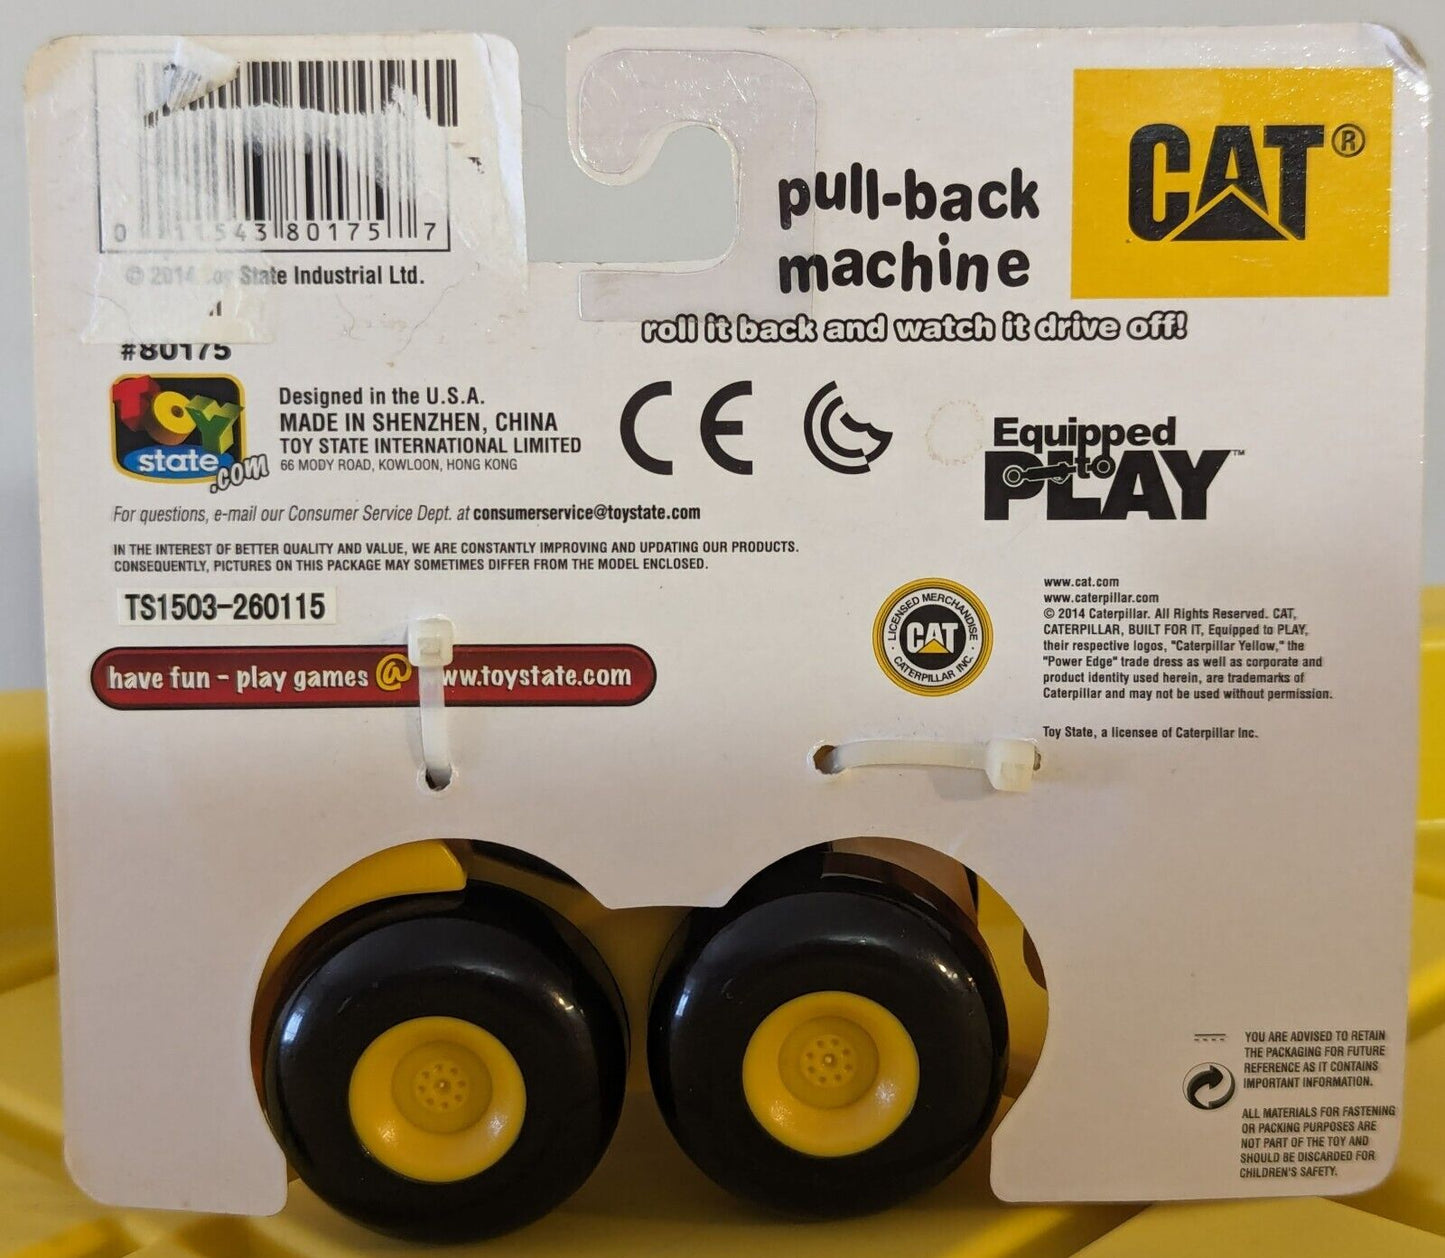 0 11543 80175 7
© 2014 Toy State Industrial Ltd.
#80175
pull-back
machine
CAT®
roll it back and watch it drive off!
TOY
state
.com
Designed in the U.S.A.
MADE IN SHENZHEN, CHINA
TOY STATE INTERNATIONAL LIMITED
66 MODY ROAD, KOWLOON, HONG KONG
CE
Equipped
to
PLAY™
For questions, e-mail our Consumer Service Dept. at consumerservice@toystate.com
IN THE INTEREST OF BETTER QUALITY AND VALUE, WE ARE CONSTANTLY IMPROVING AND UPDATING OUR PRODUCTS.
CONSEQUENTLY, PICTURES ON THIS PACKAGE MAY SOMETIMES DIFFER FROM THE MODEL ENCLOSED.
TS1503-260115
have fun - play games @ www.toystate.com
LICENSED MERCHANDISE
CAT
CATERPILLAR INC.
www.cat.com
www.caterpillar.com
© 2014 Caterpillar. All Rights Reserved. CAT,
CATERPILLAR, BUILT FOR IT, Equipped to PLAY,
their respective logos, "Caterpillar Yellow," the
"Power Edge" trade dress as well as corporate and
product identity used herein, are trademarks of
Caterpillar and may not be used without permission.
Toy State, a licensee of Caterpillar Inc.
YOU ARE ADVISED TO RETAIN
THE PACKAGING FOR FUTURE
REFERENCE AS IT CONTAINS
IMPORTANT INFORMATION.
ALL MATERIALS FOR FASTENING
OR PACKING PURPOSES ARE
NOT PART OF THE TOY AND
SHOULD BE DISCARDED FOR
CHILDREN'S SAFETY.